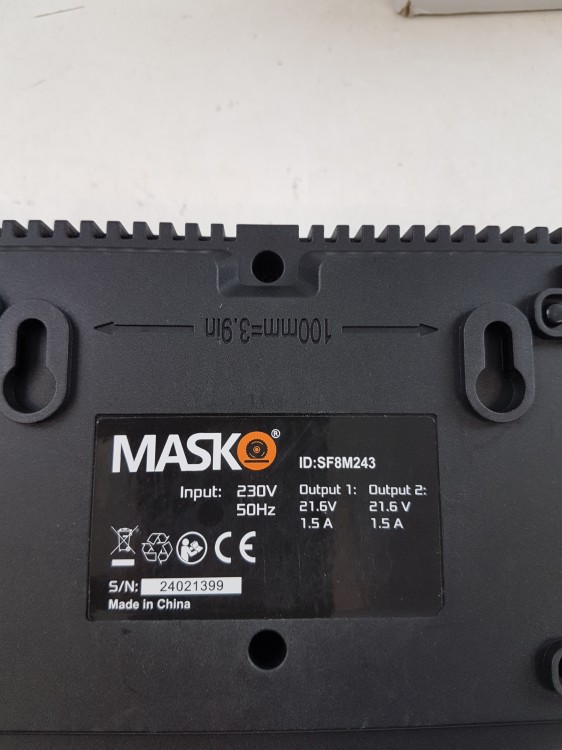 100mm=3.9in
MASKO®
ID:SF8M243
Input: 230V
50Hz
Output 1: Output 2:
21.6V 21.6 V
1.5 A 1.5 A
CE
S/N: 24021399
Made in China